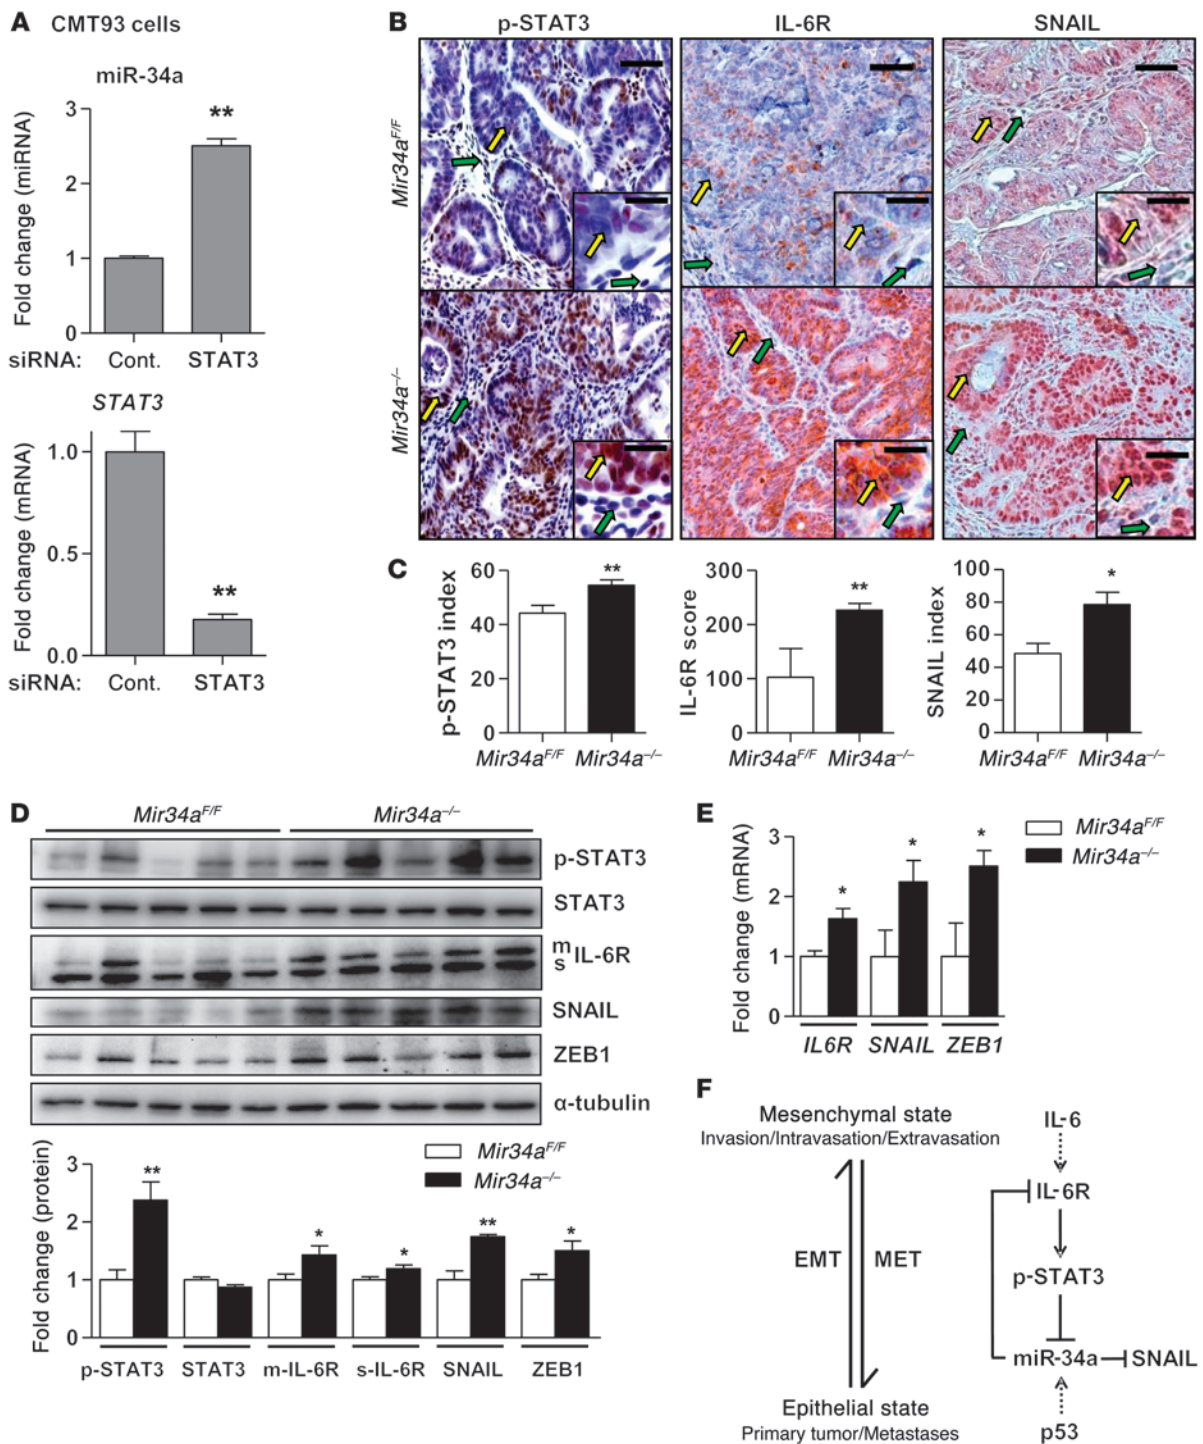 A CMT93 cells
miR-34a
Fold change (miRNA)
3
2
1
0
**
siRNA: Cont. STAT3
STAT3
Fold change (mRNA)
1.0
0.5
0.0
**
siRNA: Cont. STAT3
B
p-STAT3 IL-6R SNAIL
Mir34aF/F
Mir34a–/–
C
p-STAT3 index
60
40
20
0
**
Mir34aF/F Mir34a–/–
IL-6R score
300
200
100
0
**
Mir34aF/F Mir34a–/–
SNAIL index
100
80
60
40
20
0
*
Mir34aF/F Mir34a–/–
D
Mir34aF/F Mir34a–/–
p-STAT3
STAT3
m
s IL-6R
SNAIL
ZEB1
α-tubulin
Fold change (protein)
3
2
1
0
Mir34aF/F
Mir34a–/–
** * * ** *
p-STAT3 STAT3 m-IL-6R s-IL-6R SNAIL ZEB1
E
Fold change (mRNA)
3
2
1
0
* * *
Mir34aF/F
Mir34a–/–
IL6R SNAIL ZEB1
F
Mesenchymal state
Invasion/Intravasation/Extravasation
EMT MET
Epithelial state
Primary tumor/Metastases
IL-6
IL-6R
p-STAT3
miR-34a SNAIL
p53